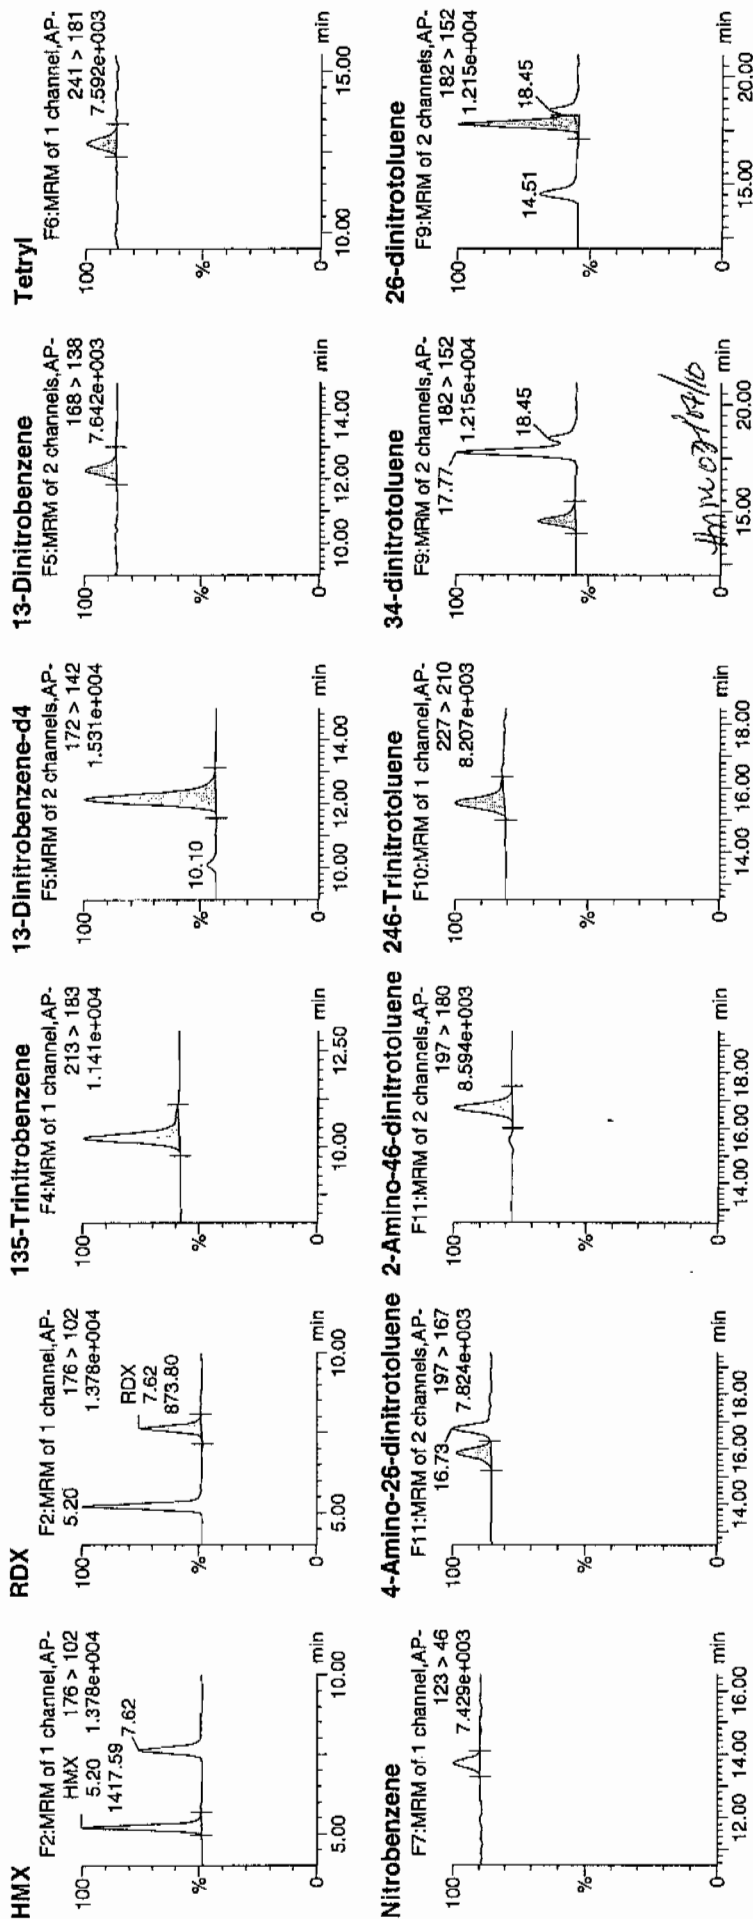 HMX
F2:MRM of 1 channel,AP-
176 > 102
1.378e+004
HMX
5.20
1417.59
7.62
100
%
0
5.00
10.00
min
RDX
F2:MRM of 1 channel,AP-
176 > 102
1.378e+004
5.20
RDX
7.62
873.80
100
%
0
5.00
10.00
min
135-Trinitrobenzene
F4:MRM of 1 channel,AP-
213 > 183
1.141e+004
100
%
0
10.00
12.50
min
13-Dinitrobenzene-d4
F5:MRM of 2 channels,AP-
172 > 142
1.531e+004
10.10
100
%
0
10.00
12.00
14.00
min
13-Dinitrobenzene
F5:MRM of 2 channels,AP-
168 > 138
7.642e+003
100
%
0
10.00
12.00
14.00
min
Tetryl
F6:MRM of 1 channel,AP-
241 > 181
7.592e+003
100
%
0
10.00
15.00
min
Nitrobenzene
F7:MRM of 1 channel,AP-
123 > 46
7.429e+003
100
%
0
12.00
14.00
16.00
min
4-Amino-26-dinitrotoluene
F11:MRM of 2 channels,AP-
197 > 167
7.824e+003
16.73
100
%
0
14.00
16.00
18.00
min
2-Amino-46-dinitrotoluene
F11:MRM of 2 channels,AP-
197 > 180
8.594e+003
100
%
0
14.00
16.00
18.00
min
246-Trinitrotoluene
F10:MRM of 1 channel,AP-
227 > 210
8.207e+003
100
%
0
14.00
16.00
18.00
min
34-dinitrotoluene
F9:MRM of 2 channels,AP-
182 > 152
1.215e+004
17.77
18.45
100
%
0
15.00
20.00
min
26-dinitrotoluene
F9:MRM of 2 channels,AP-
182 > 152
1.215e+004
14.51
18.45
100
%
0
15.00
20.00
min